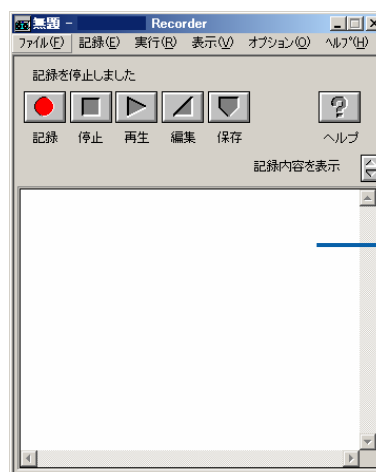 無題 - Recorder
ファイル(F) 記録(E) 実行(R) 表示(V) オプション(O) ヘルプ(H)
記録を停止しました
記録 停止 再生 編集 保存 ヘルプ
記録内容を表示